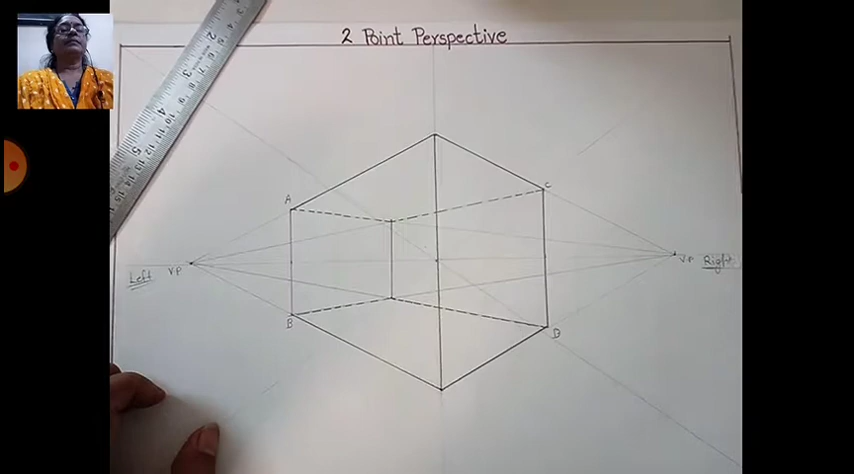 2 Point Perspective
A
C
Left
V.P
V.P
Right
B
D